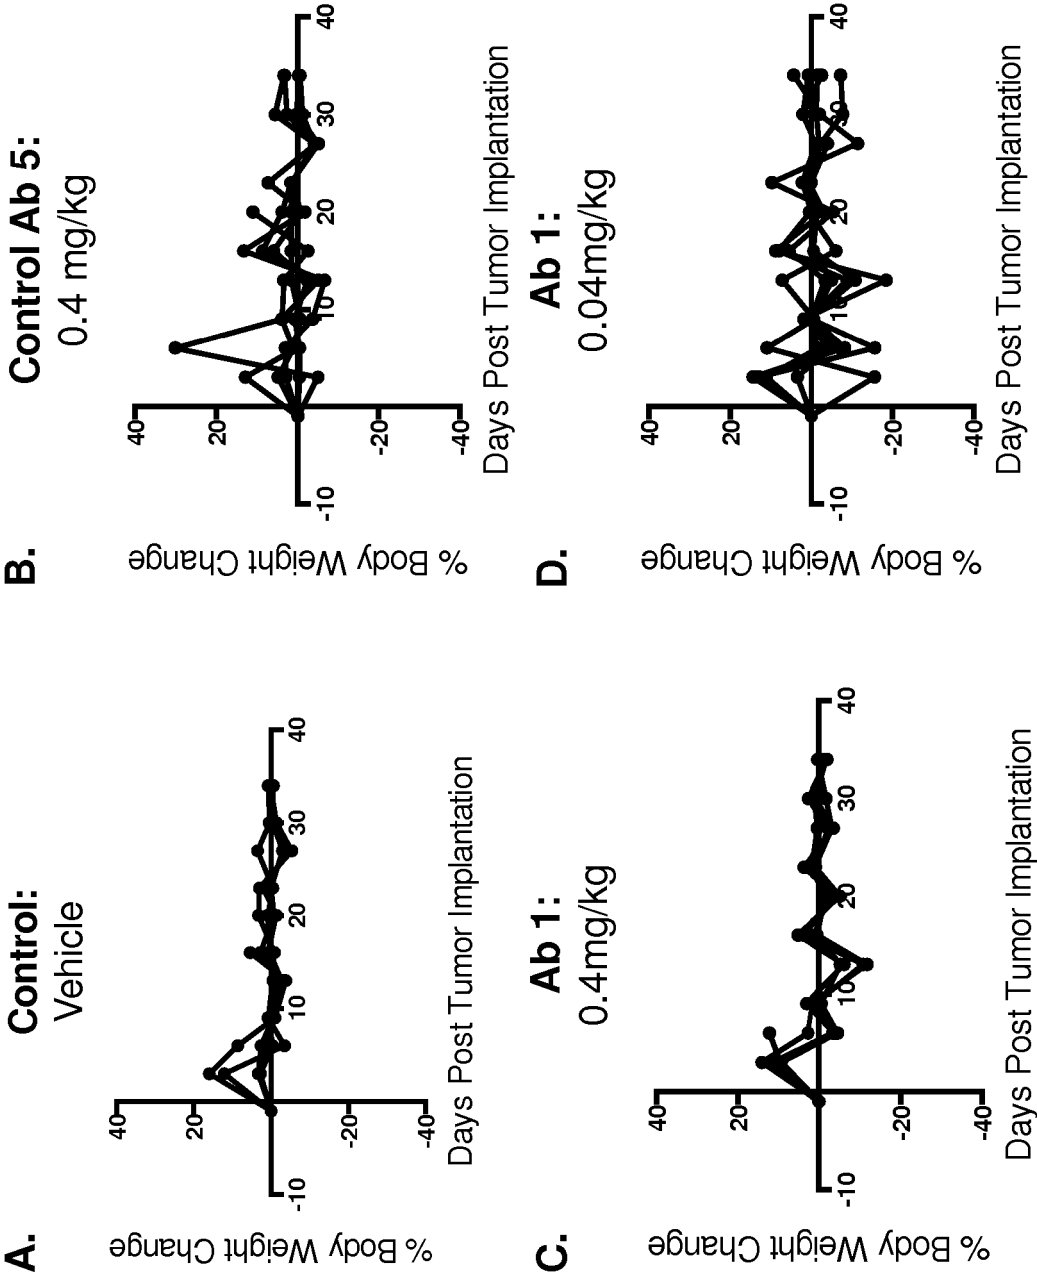 A.
Control:
Vehicle
% Body Weight Change
40
20
-20
-40
-10
10
20
30
40
Days Post Tumor Implantation
B.
Control Ab 5:
0.4 mg/kg
% Body Weight Change
40
20
-20
-40
-10
10
20
30
40
Days Post Tumor Implantation
C.
Ab 1:
0.4mg/kg
% Body Weight Change
40
20
-20
-40
-10
10
20
30
40
Days Post Tumor Implantation
D.
Ab 1:
0.04mg/kg
% Body Weight Change
40
20
-20
-40
-10
10
20
30
40
Days Post Tumor Implantation